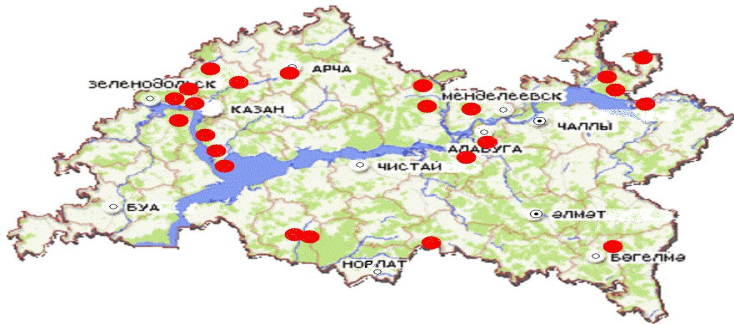 АРЧА
ЗЕЛЕНОДОЛЬСК
МЕНДЕЛЕЕВСК
КАЗАН
ЧАЛЛЫ
АЛАБУГА
ЧИСТАЙ
БУА
ӘЛМӘТ
БӨГЕЛМӘ
НОРЛАТ